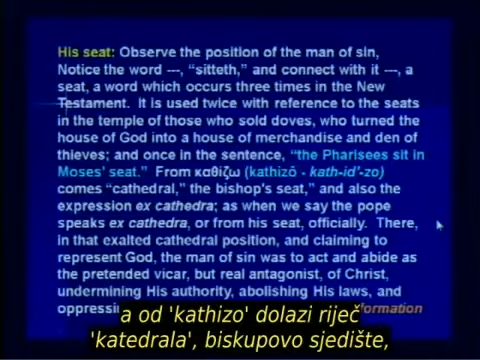 His seat: Observe the position of the man of sin,
Notice the word ---, “sitteth,” and connect with it ---, a
seat, a word which occurs three times in the New
Testament. It is used twice with reference to the seats
in the temple of those who sold doves, who turned the
house of God into a house of merchandise and den of
thieves; and once in the sentence, “the Pharisees sit in
Moses’ seat.” From καθίζω (kathizō - kath-id'-zo)
comes “cathedral,” the bishop's seat,” and also the
expression ex cathedra; as when we say the pope
speaks ex cathedra, or from his seat, officially. There,
in that exalted cathedral position, and claiming to
represent God, the man of sin was to act and abide as
the pretended vicar, but real antagonist, of Christ,
undermining His authority, abolishing His laws, and
a od 'kathizo' dolazi riječ
'katedrala', biskupovo sjedište,